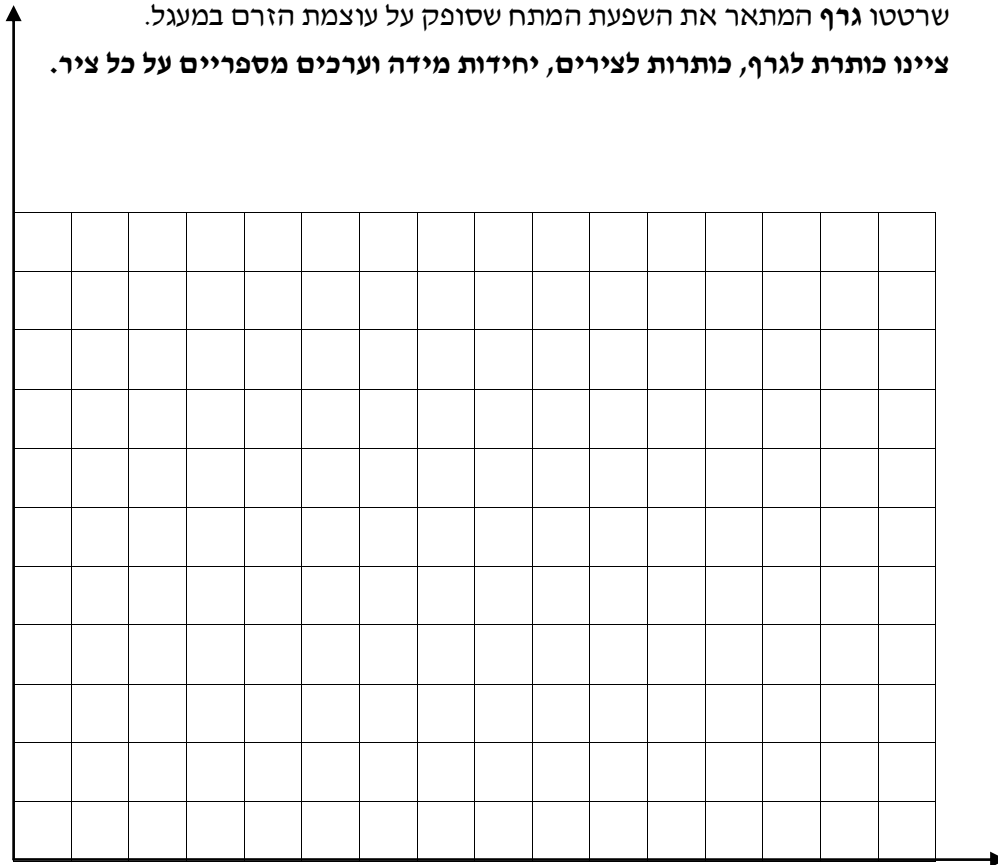 שרטטו גרף המתאר את השפעת המתח שסופק על עוצמת הזרם במעגל.
ציינו כותרת לגרף, כותרות לצירים, יחידות מידה וערכים מספריים על כל ציר.